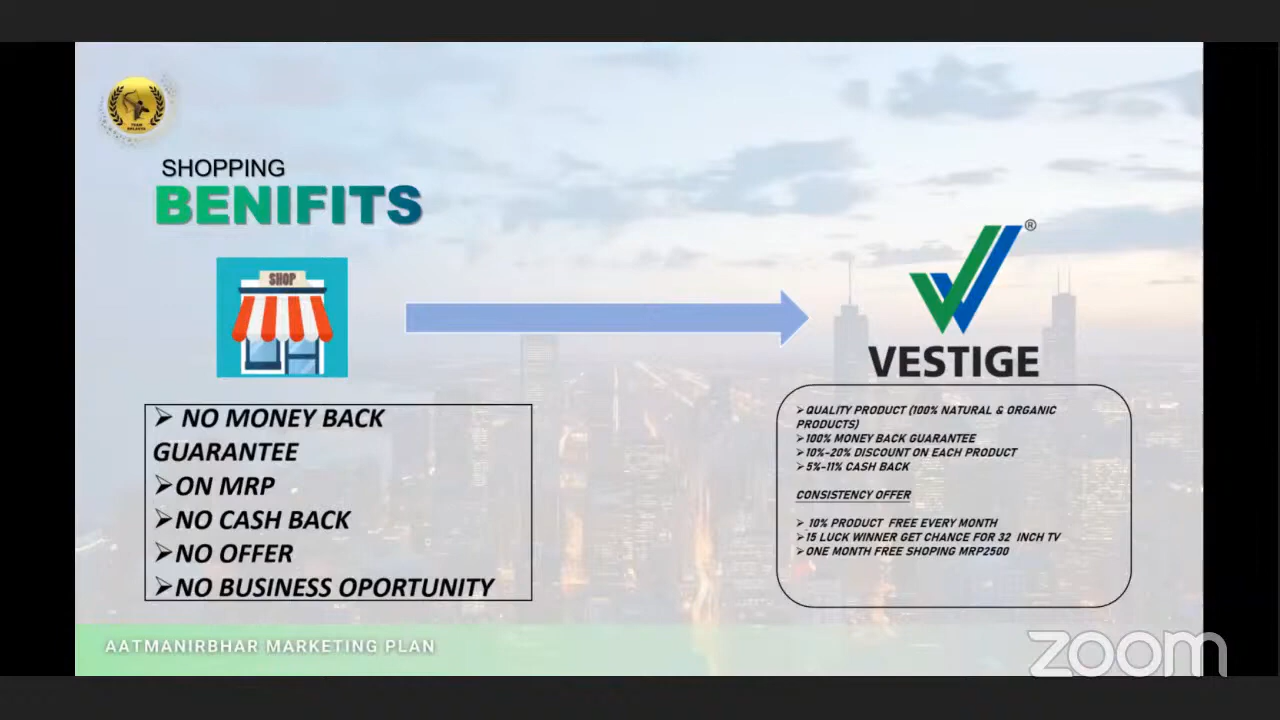 TEAM
EKLAVYA
SHOPPING
BENIFITS
SHOP
➢ NO MONEY BACK
GUARANTEE
➢ON MRP
➢NO CASH BACK
➢NO OFFER
➢NO BUSINESS OPORTUNITY
®
VESTIGE
➢QUALITY PRODUCT (100% NATURAL & ORGANIC
PRODUCTS)
➢100% MONEY BACK GUARANTEE
➢10%-20% DISCOUNT ON EACH PRODUCT
➢5%-11% CASH BACK
CONSISTENCY OFFER
➢ 10% PRODUCT FREE EVERY MONTH
➢15 LUCK WINNER GET CHANCE FOR 32 INCH TV
➢ONE MONTH FREE SHOPING MRP2500
AATMANIRBHAR MARKETING PLAN
zoom